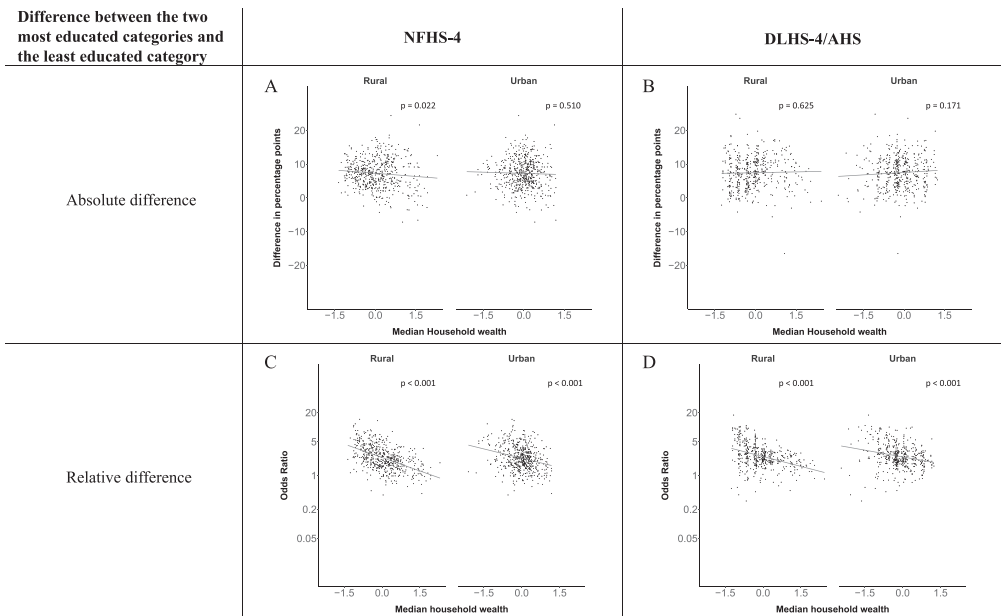 Difference between the two
most educated categories and
the least educated category
NFHS-4
DLHS-4/AHS
Absolute difference
A
Rural
Urban
p = 0.022
p = 0.510
Difference in percentage points
20
10
0
−10
−20
−1.5 0.0 1.5 −1.5 0.0 1.5
Median Household wealth
B
Rural
Urban
p = 0.625
p = 0.171
Difference in percentage points
20
10
0
−10
−20
−1.5 0.0 1.5 −1.5 0.0 1.5
Median Household wealth
Relative difference
C
Rural
Urban
p < 0.001
p < 0.001
Odds Ratio
20
5
1
0.2
0.05
−1.5 0.0 1.5 −1.5 0.0 1.5
Median household wealth
D
Rural
Urban
p < 0.001
p < 0.001
Odds Ratio
20
5
1
0.2
0.05
−1.5 0.0 1.5 −1.5 0.0 1.5
Median household wealth